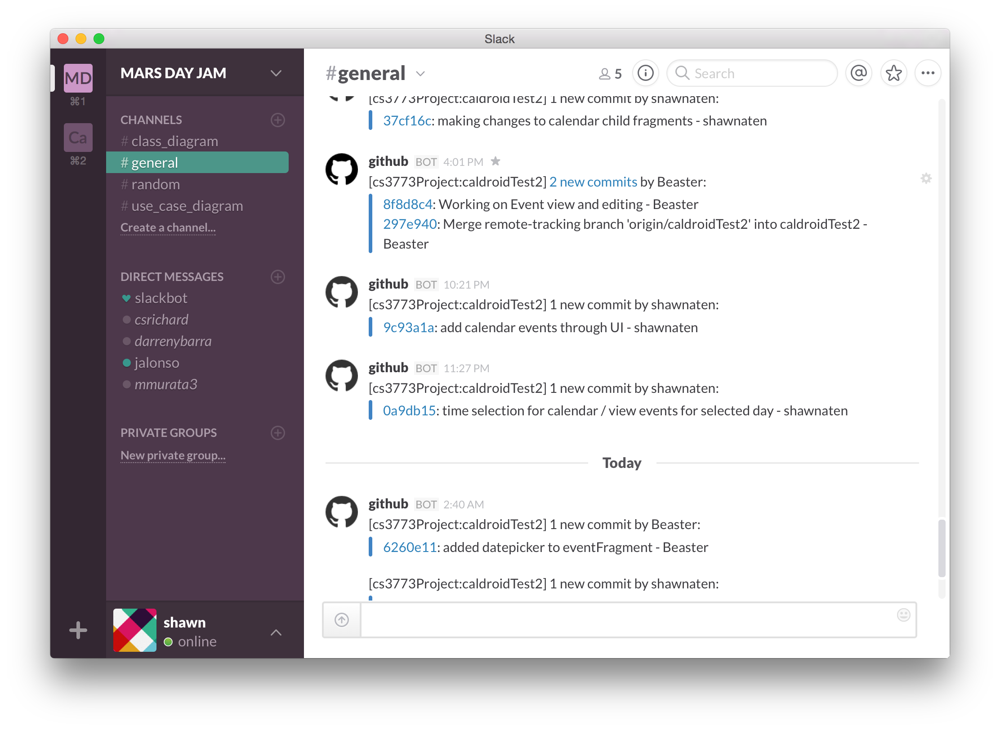 Slack
MD
⌘1
Ca
⌘2
MARS DAY JAM
CHANNELS
# class_diagram
# general
# random
# use_case_diagram
Create a channel...
DIRECT MESSAGES
slackbot
csrichard
darrenybarra
jalonso
mmurata3
PRIVATE GROUPS
New private group...
shawn
online
#general
5
Search
[cs3773Project:caldroidTest2] 1 new commit by shawnaten:
37cf16c: making changes to calendar child fragments - shawnaten
github BOT 4:01 PM
[cs3773Project:caldroidTest2] 2 new commits by Beaster:
8f8d8c4: Working on Event view and editing - Beaster
297e940: Merge remote-tracking branch 'origin/caldroidTest2' into caldroidTest2 -
Beaster
github BOT 10:21 PM
[cs3773Project:caldroidTest2] 1 new commit by shawnaten:
9c93a1a: add calendar events through UI - shawnaten
github BOT 11:27 PM
[cs3773Project:caldroidTest2] 1 new commit by shawnaten:
0a9db15: time selection for calendar / view events for selected day - shawnaten
Today
github BOT 2:40 AM
[cs3773Project:caldroidTest2] 1 new commit by Beaster:
6260e11: added datepicker to eventFragment - Beaster
[cs3773Project:caldroidTest2] 1 new commit by shawnaten: